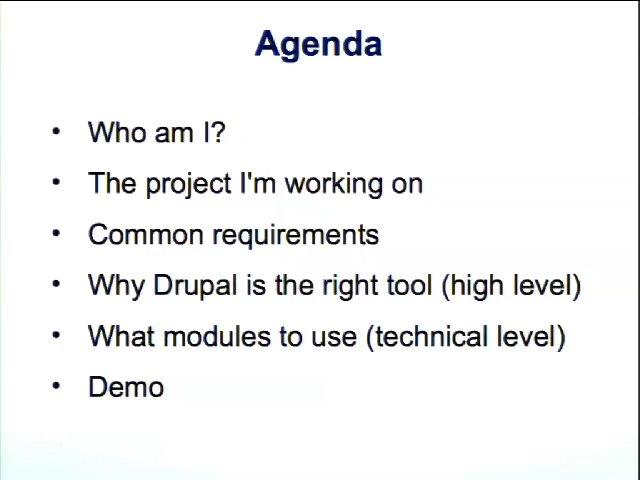 Agenda
• Who am I?
• The project I'm working on
• Common requirements
• Why Drupal is the right tool (high level)
• What modules to use (technical level)
• Demo